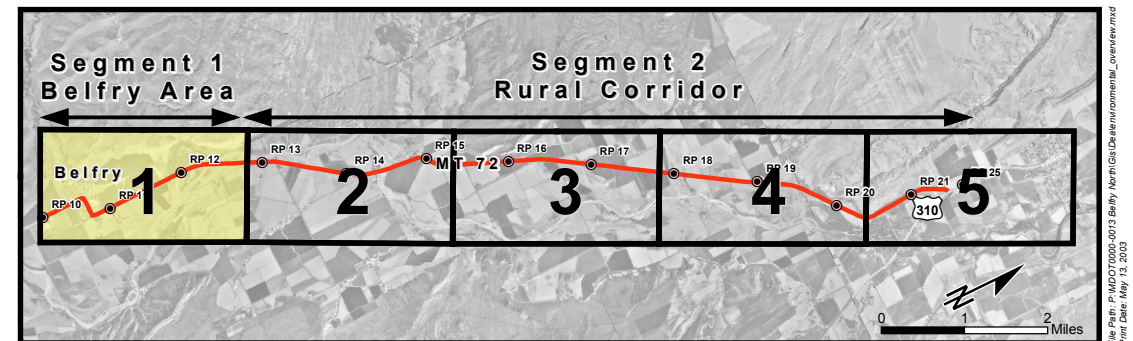 Segment 1
Belfry Area
Segment 2
Rural Corridor
Belfry
RP 10
RP 1
RP 12
1
RP 13
RP 14
RP 15
2
MT 72
RP 16
RP 17
3
RP 18
RP 19
RP 20
4
RP 21
25
310
5
N
0 1 2
Miles
File Path: P:\MDOT0000-0013 Belfry North\Gis\Dealenvironmental_overview.mxd
Print Date: May 13, 2003